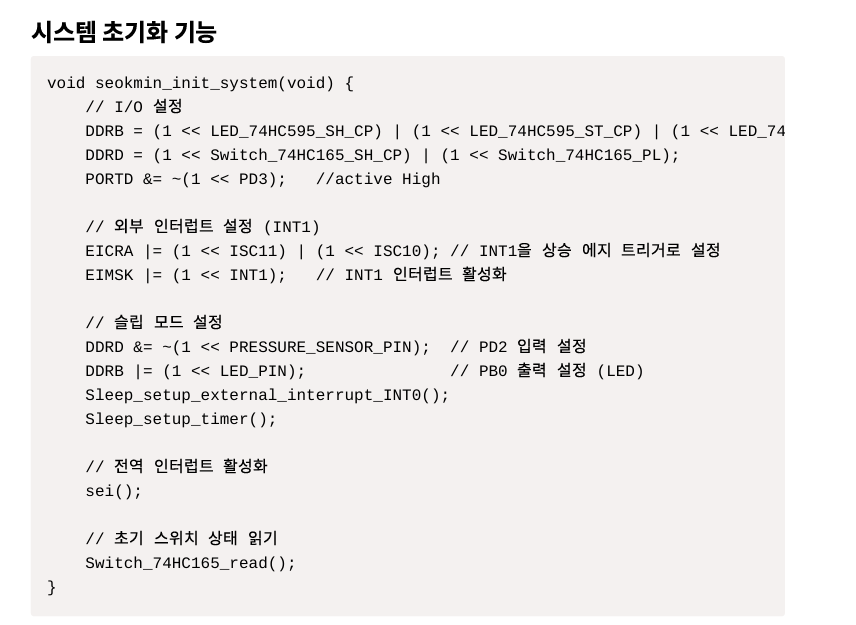 시스템 초기화 기능
void seokmin_init_system(void) {
    // I/O 설정
    DDRB = (1 << LED_74HC595_SH_CP) | (1 << LED_74HC595_ST_CP) | (1 << LED_74
    DDRD = (1 << Switch_74HC165_SH_CP) | (1 << Switch_74HC165_PL);
    PORTD &= ~(1 << PD3);   //active High

    // 외부 인터럽트 설정 (INT1)
    EICRA |= (1 << ISC11) | (1 << ISC10); // INT1을 상승 에지 트리거로 설정
    EIMSK |= (1 << INT1);   // INT1 인터럽트 활성화

    // 슬립 모드 설정
    DDRD &= ~(1 << PRESSURE_SENSOR_PIN);  // PD2 입력 설정
    DDRB |= (1 << LED_PIN);               // PB0 출력 설정 (LED)
    Sleep_setup_external_interrupt_INT0();
    Sleep_setup_timer();

    // 전역 인터럽트 활성화
    sei();

    // 초기 스위치 상태 읽기
    Switch_74HC165_read();
}